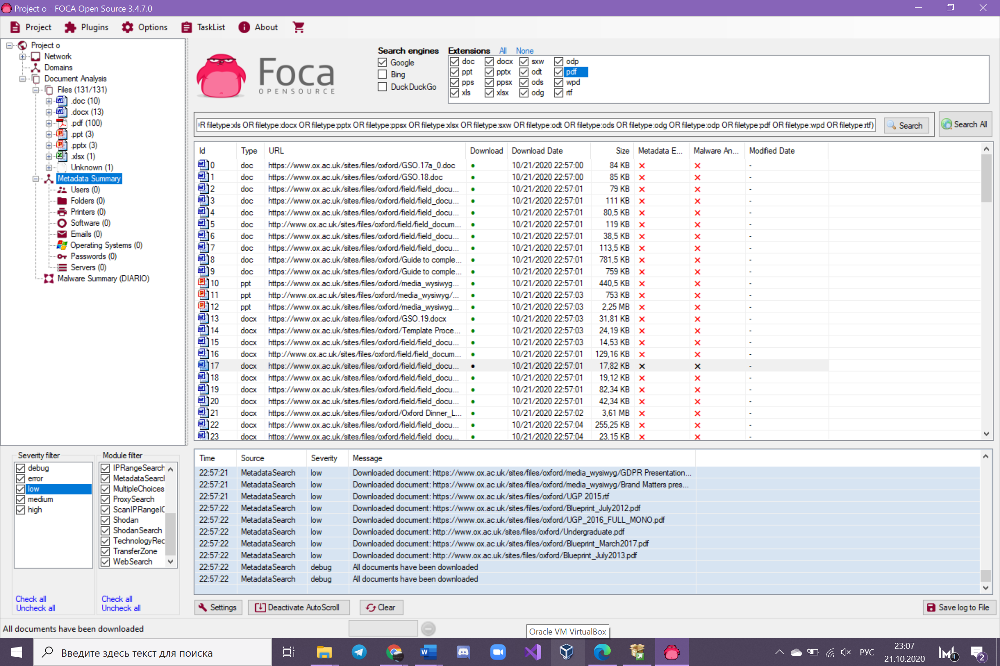 Project o - FOCA Open Source 3.4.7.0
Project Plugins Options TaskList About
Project o
Network
Domains
Document Analysis
Files (131/131)
.doc (10)
.docx (13)
.pdf (100)
.ppt (3)
.pptx (3)
.xlsx (1)
Unknown (1)
Metadata Summary
Users (0)
Folders (0)
Printers (0)
Software (0)
Emails (0)
Operating Systems (0)
Passwords (0)
Servers (0)
Malware Summary (DIARIO)
Foca
OPENSOURCE
Search engines
Google
Bing
DuckDuckGo
Extensions All None
doc docx sxw odp
ppt pptx odt pdf
pps ppsx ods wpd
xls xlsx odg rtf
R filetype:xls OR filetype:docx OR filetype:pptx OR filetype:ppsx OR filetype:xlsx OR filetype:sxw OR filetype:odt OR filetype:ods OR filetype:odg OR filetype:odp OR filetype:pdf OR filetype:wpd OR filetype:rtf)
Search
Search All
Id Type URL Download Download Date Size Metadata E... Malware An... Modified Date
0 doc https://www.ox.ac.uk/sites/files/oxford/GSO.17a_0.doc 10/21/2020 22:57:00 84 KB -
1 doc https://www.ox.ac.uk/sites/files/oxford/GSO.18.doc 10/21/2020 22:57:00 85 KB -
2 doc https://www.ox.ac.uk/sites/files/oxford/field/field_docu... 10/21/2020 22:57:01 79 KB -
3 doc https://www.ox.ac.uk/sites/files/oxford/field/field_docu... 10/21/2020 22:57:01 111 KB -
4 doc https://www.ox.ac.uk/sites/files/oxford/field/field_docu... 10/21/2020 22:57:01 80,5 KB -
5 doc http://www.ox.ac.uk/sites/files/oxford/field/field_docum... 10/21/2020 22:57:01 119 KB -
6 doc https://www.ox.ac.uk/sites/files/oxford/field/field_docu... 10/21/2020 22:57:01 38,5 KB -
7 doc https://www.ox.ac.uk/sites/files/oxford/field/field_docu... 10/21/2020 22:57:01 113,5 KB -
8 doc https://www.ox.ac.uk/sites/files/oxford/Guide to comple... 10/21/2020 22:57:01 781,5 KB -
9 doc https://www.ox.ac.uk/sites/files/oxford/Guide to comple... 10/21/2020 22:57:01 759 KB -
10 ppt https://www.ox.ac.uk/sites/files/oxford/media_wysiwyg... 10/21/2020 22:57:01 440,5 KB -
11 ppt http://www.ox.ac.uk/sites/files/oxford/media_wysiwyg/... 10/21/2020 22:57:03 753 KB -
12 ppt https://www.ox.ac.uk/sites/files/oxford/media_wysiwyg... 10/21/2020 22:57:03 2,25 MB -
13 docx https://www.ox.ac.uk/sites/files/oxford/GSO.19.docx 10/21/2020 22:57:03 31,81 KB -
14 docx https://www.ox.ac.uk/sites/files/oxford/Template Proce... 10/21/2020 22:57:03 24,19 KB -
15 docx https://www.ox.ac.uk/sites/files/oxford/field/field_docu... 10/21/2020 22:57:03 14,53 KB -
16 docx http://www.ox.ac.uk/sites/files/oxford/field/field_docum... 10/21/2020 22:57:01 129,16 KB -
17 docx https://www.ox.ac.uk/sites/files/oxford/field/field_docu... 10/21/2020 22:57:01 17,82 KB -
18 docx https://www.ox.ac.uk/sites/files/oxford/field/field_docu... 10/21/2020 22:57:01 19,12 KB -
19 docx https://www.ox.ac.uk/sites/files/oxford/field/field_docu... 10/21/2020 22:57:01 82,34 KB -
20 docx https://www.ox.ac.uk/sites/files/oxford/field/field_docu... 10/21/2020 22:57:01 42,34 KB -
21 docx https://www.ox.ac.uk/sites/files/oxford/Oxford Dinner_L... 10/21/2020 22:57:02 3,61 MB -
22 docx https://www.ox.ac.uk/sites/files/oxford/field/field_docu... 10/21/2020 22:57:04 255,25 KB -
23 docx https://www.ox.ac.uk/sites/files/oxford/field/field_docu... 10/21/2020 22:57:04 23.15 KB -
Severity filter
debug
error
low
medium
high
Check all
Uncheck all
Module filter
IPRangeSearch
MetadataSearch
MultipleChoices
ProxySearch
ScanIPRangeIC
Shodan
ShodanSearch
TechnologyRec
TransferZone
WebSearch
Check all
Uncheck all
Time Source Severity Message
22:57:21 MetadataSearch low Downloaded document: https://www.ox.ac.uk/sites/files/oxford/media_wysiwyg/GDPR Presentation...
22:57:21 MetadataSearch low Downloaded document: https://www.ox.ac.uk/sites/files/oxford/media_wysiwyg/Brand Matters pres...
22:57:21 MetadataSearch low Downloaded document: https://www.ox.ac.uk/sites/files/oxford/UGP 2015.rtf
22:57:22 MetadataSearch low Downloaded document: https://www.ox.ac.uk/sites/files/oxford/Blueprint_July2012.pdf
22:57:22 MetadataSearch low Downloaded document: https://www.ox.ac.uk/sites/files/oxford/UGP_2016_FULL_MONO.pdf
22:57:22 MetadataSearch low Downloaded document: http://www.ox.ac.uk/sites/files/oxford/Undergraduate.pdf
22:57:22 MetadataSearch low Downloaded document: https://www.ox.ac.uk/sites/files/oxford/Blueprint_March2017.pdf
22:57:22 MetadataSearch low Downloaded document: http://www.ox.ac.uk/sites/files/oxford/Blueprint_July2013.pdf
22:57:22 MetadataSearch debug All documents have been downloaded
22:57:22 MetadataSearch debug All documents have been downloaded
Settings Deactivate AutoScroll Clear Save log to File
All documents have been downloaded
Oracle VM VirtualBox
Введите здесь текст для поиска
РУС
23:07
21.10.2020
1
2